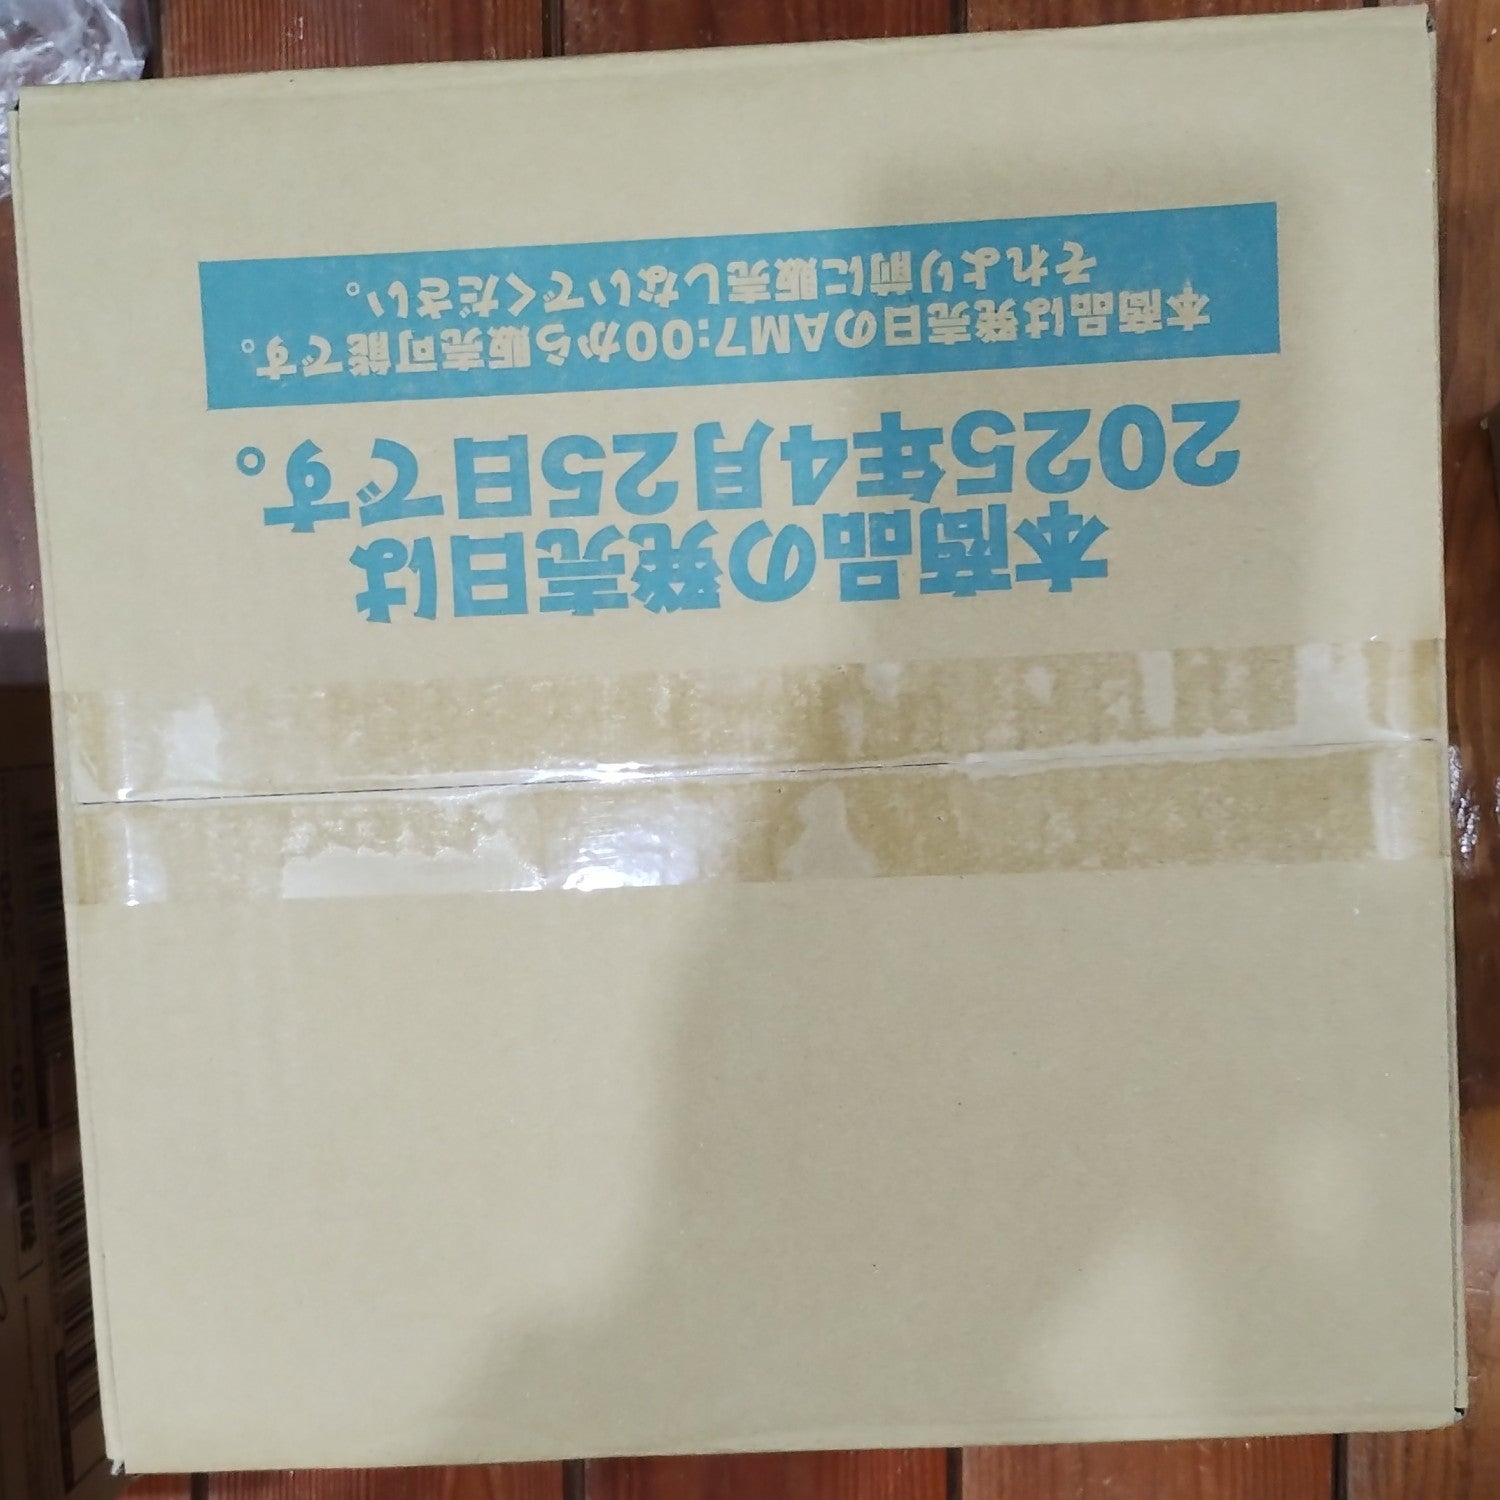 本商品の発売日は
2025年4月25日です。
本商品は発売日のAM7:00から販売可能です。
それより前に販売しないでください。